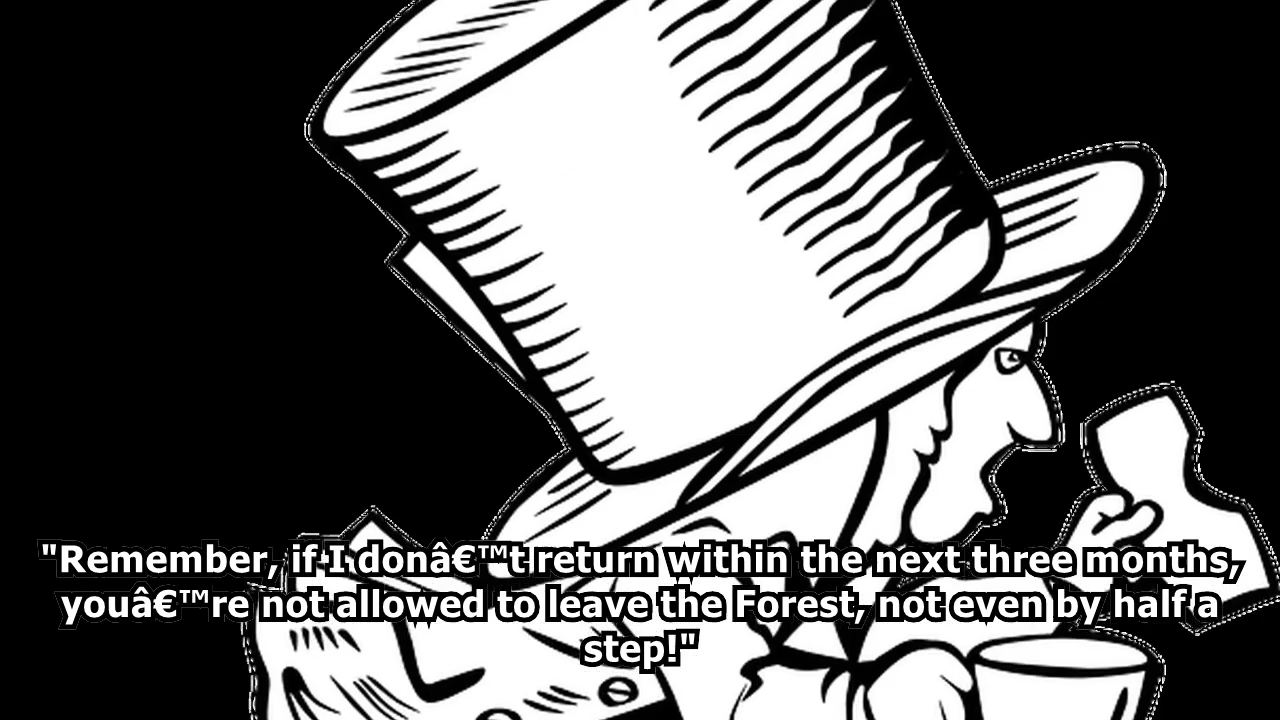 "Remember, if I donâ€™t return within the next three months,
youâ€™re not allowed to leave the Forest, not even by half a
step!"